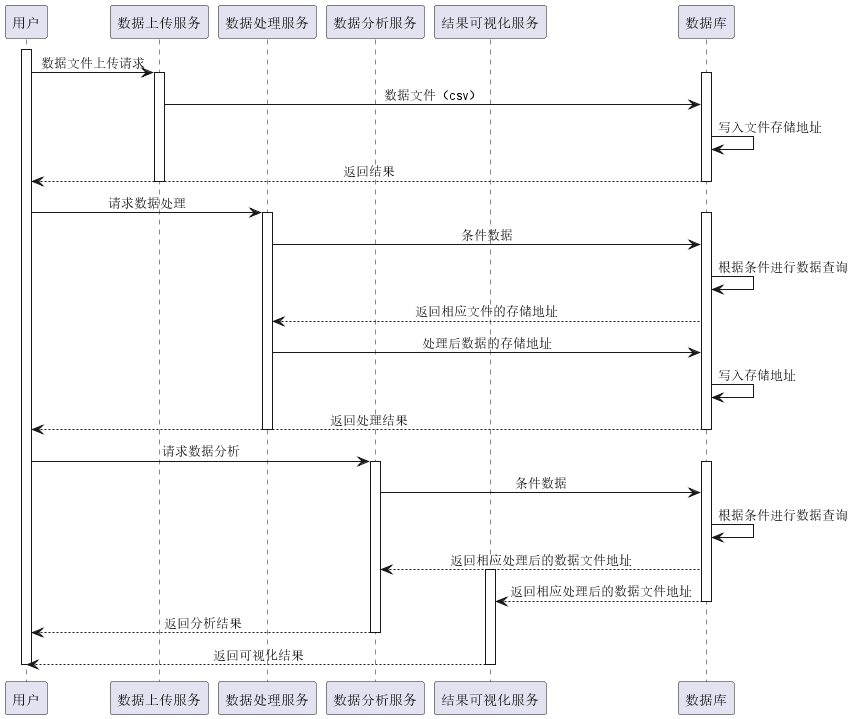 用户
数据上传服务
数据处理服务
数据分析服务
结果可视化服务
数据库
数据文件上传请求
数据文件（csv）
写入文件存储地址
返回结果
请求数据处理
条件数据
根据条件进行数据查询
返回相应文件的存储地址
处理后数据的存储地址
写入存储地址
返回处理结果
请求数据分析
条件数据
根据条件进行数据查询
返回相应处理后的数据文件地址
返回相应处理后的数据文件地址
返回分析结果
返回可视化结果
用户
数据上传服务
数据处理服务
数据分析服务
结果可视化服务
数据库